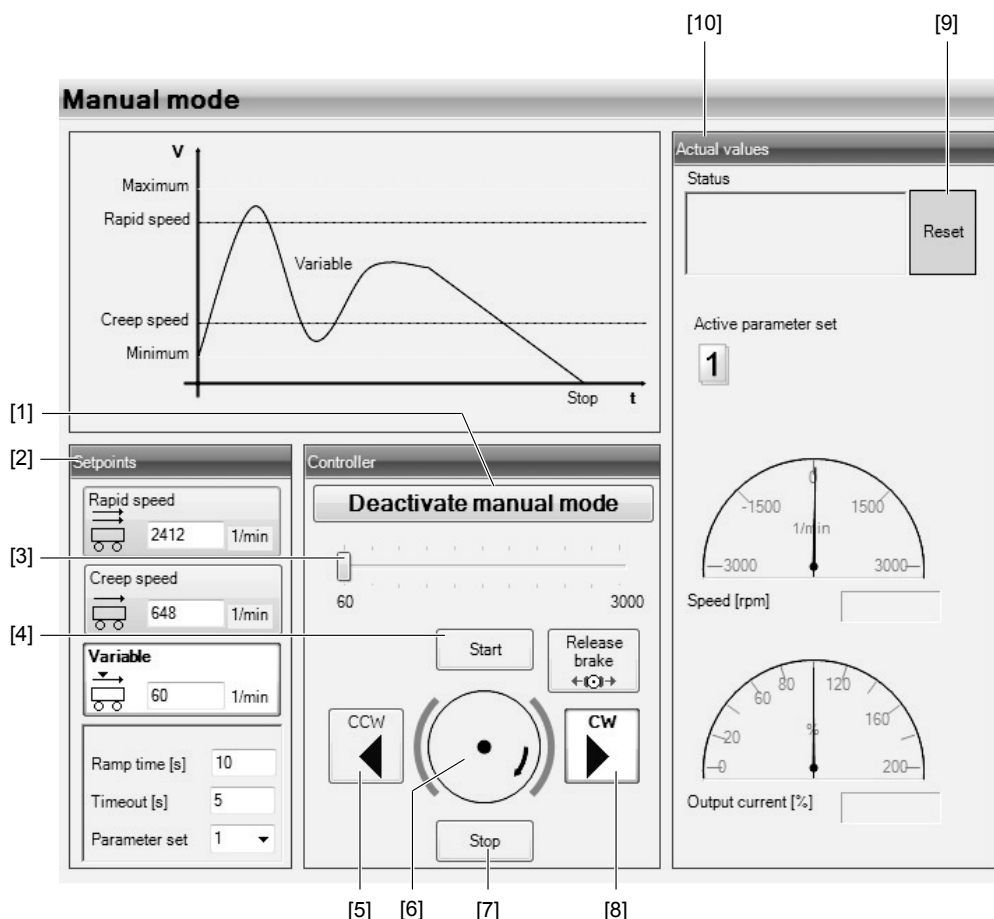 [10]
[9]
Manual mode
V
Maximum
Rapid speed
Variable
Creep speed
Minimum
Stop
t
Actual values
Status
Reset
Active parameter set
1
[1]
[2]
Setpoints
Rapid speed
2412 1/min
Creep speed
648 1/min
Variable
60 1/min
Ramp time [s] 10
Timeout [s] 5
Parameter set 1
Controller
Deactivate manual mode
[3]
60 3000
[4]
Start
Release
brake
CCW
CW
Stop
0
-1500 1500
1/min
-3000 3000
Speed [rpm]
80 120
60
160
20
%
0 200
Output current [%]
[5] [6] [7] [8]